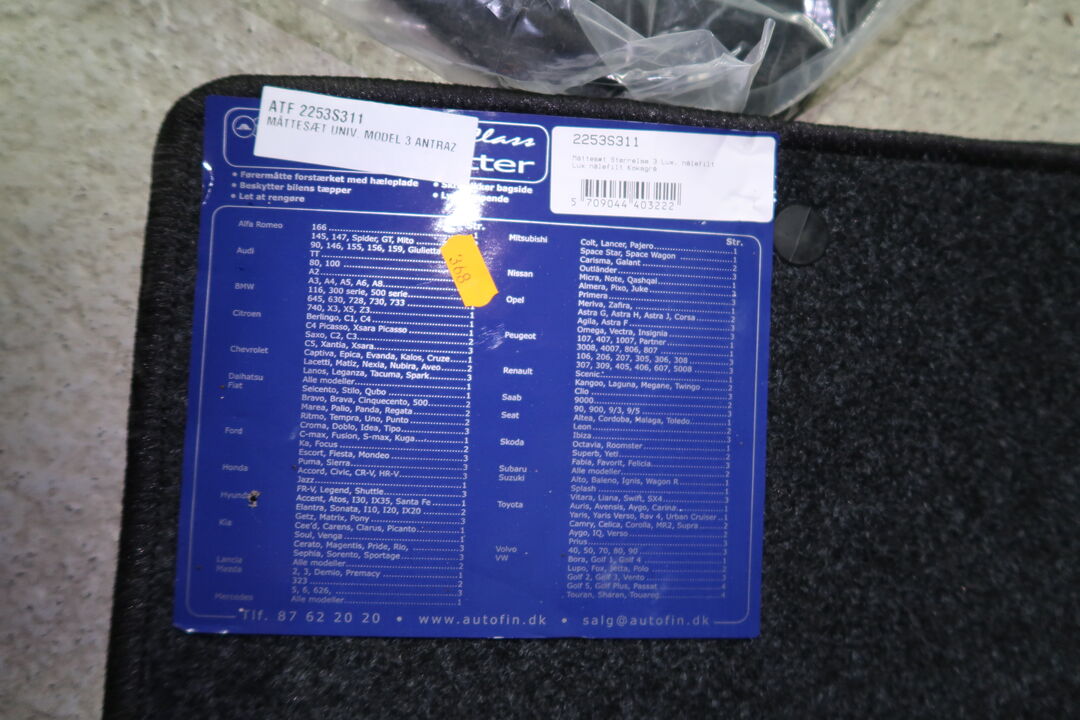 ATF 2253S311
MÅTTESÆT UNIV. MODEL 3 ANTRAZ
Class
tter
2253S311
Måttesæt Størrelse 3 Lux. nålefilt
Lux nålefilt Koksgrå
5 709044 403222
• Førermåtte forstærket med hæleplade
• Beskytter bilens tæpper
• Let at rengøre
bagside
368
Str.
Alfa Romeo
166
145, 147, Spider, GT, Mito
90, 146, 155, 156, 159, Giulietta
Audi
TT
80, 100
A2
A3, A4, A5, A6, A8
BMW
116, 300 serie, 500 serie
645, 630, 728, 730, 733
740, X3, X5, Z3
Citroen
Berlingo, C1, C4
C4 Picasso, Xsara Picasso
Saxo, C2, C3
C5, Xantia, Xsara
Chevrolet
Captiva, Epica, Evanda, Kalos, Cruze
Lacetti, Matiz, Nexia, Nubira, Aveo
Lanos, Leganza, Tacuma, Spark
Daihatsu
Alle modeller
Fiat
Seicento, Stilo, Qubo
Bravo, Brava, Cinquecento, 500
Marea, Palio, Panda, Regata
Ritmo, Tempra, Uno, Punto
Croma, Doblo, Idea, Tipo
Ford
C-max, Fusion, S-max, Kuga
Ka, Focus
Escort, Fiesta, Mondeo
Puma, Sierra
Honda
Accord, Civic, CR-V, HR-V
Jazz
FR-V, Legend, Shuttle
Hyundai
Accent, Atos, I30, IX35, Santa Fe
Elantra, Sonata, I10, I20, IX20
Getz, Matrix, Pony
Kia
Cee'd, Carens, Clarus, Picanto
Soul, Venga
Cerato, Magentis, Pride, Rio,
Sephia, Sorento, Sportage
Lancia
Alle modeller
Mazda
2, 3, Demio, Premacy
323
5, 6, 626,
Mercedes
Alle modeller
Str.
Mitsubishi
Colt, Lancer, Pajero
Space Star, Space Wagon
Carisma, Galant
Outlånder
Nissan
Micra, Note, Qashqai
Almera, Pixo, Juke
Primera
Opel
Meriva, Zafira,
Astra G, Astra H, Astra J, Corsa
Agila, Astra F
Omega, Vectra, Insignia
Peugeot
107, 407, 1007, Partner
3008, 4007, 806, 807
106, 206, 207, 305, 306, 308
307, 309, 405, 406, 607, 5008
Renault
Scenic
Kangoo, Laguna, Megane, Twingo
Clio
Saab
9000
90, 900, 9/3, 9/5
Seat
Altea, Cordoba, Malaga, Toledo
Leon
Ibiza
Skoda
Octavia, Roomster
Superb, Yeti
Fabia, Favorit, Felicia
Subaru
Alle modeller
Suzuki
Alto, Baleno, Ignis, Wagon R
Splash
Vitara, Liana, Swift, SX4
Toyota
Auris, Avensis, Aygo, Carina
Yaris, Yaris Verso, Rav 4, Urban Cruiser
Camry, Celica, Corolla, MR2, Supra
Aygo, IQ, Verso
Prius
Volvo
40, 50, 70, 80, 90
VW
Bora, Golf 1, Golf 4
Lupo, Fox, Jetta, Polo
Golf 2, Golf 3, Vento
Golf 5, Golf Plus, Passat
Touran, Sharan, Touareg
Tlf. 87 62 20 20 • www.autofin.dk • salg@autofin.dk